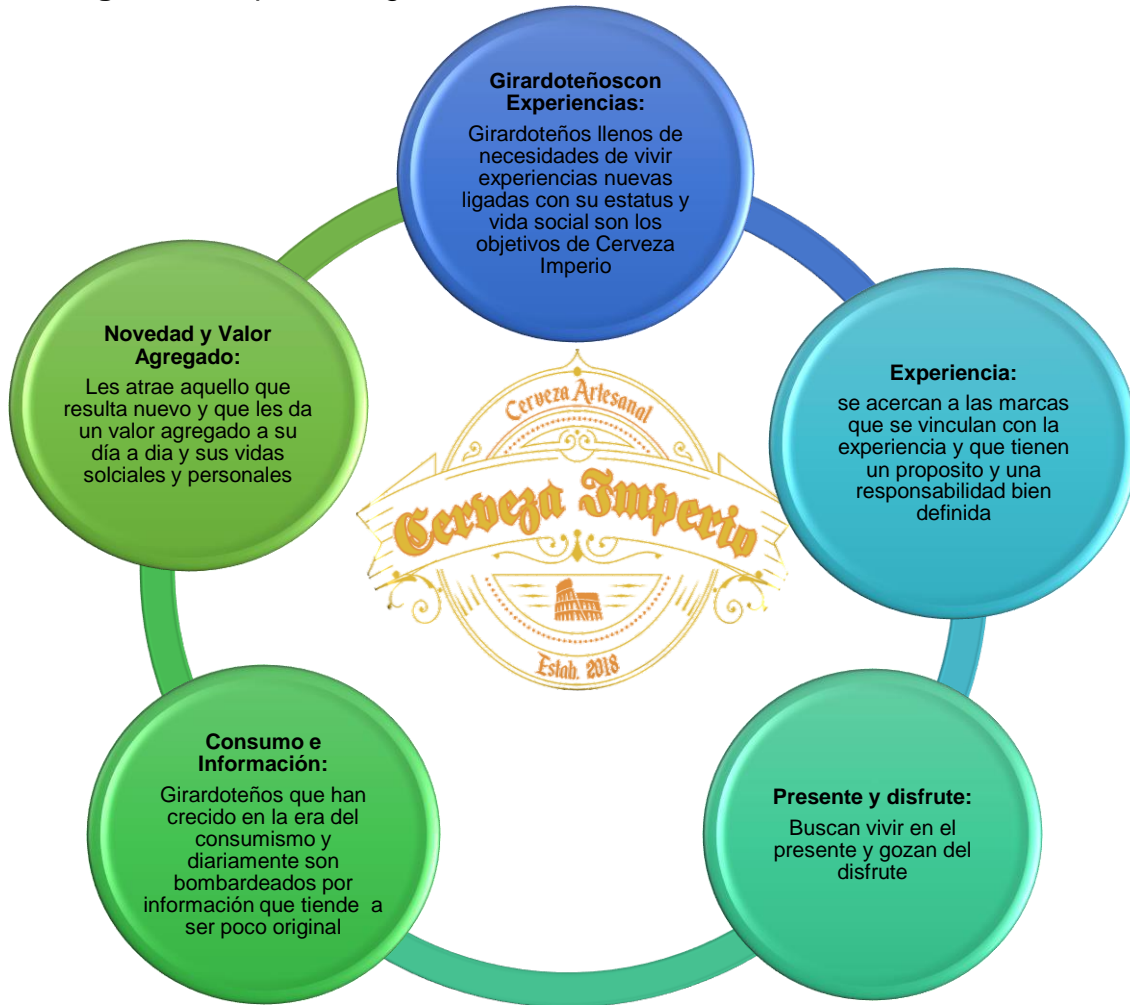 Girardoteñoscon
Experiencias:
Girardoteños llenos de
necesidades de vivir
experiencias nuevas
ligadas con su estatus y
vida social son los
objetivos de Cerveza
Imperio
Experiencia:
se acercan a las marcas
que se vinculan con la
experiencia y que tienen
un proposito y una
responsabilidad bien
definida
Presente y disfrute:
Buscan vivir en el
presente y gozan del
disfrute
Consumo e
Información:
Girardoteños que han
crecido en la era del
consumismo y
diariamente son
bombardeados por
información que tiende a
ser poco original
Novedad y Valor
Agregado:
Les atrae aquello que
resulta nuevo y que les da
un valor agregado a su
día a dia y sus vidas
solciales y personales
Cerveza Artesanal
Cerveza Imperio
Estab. 2018